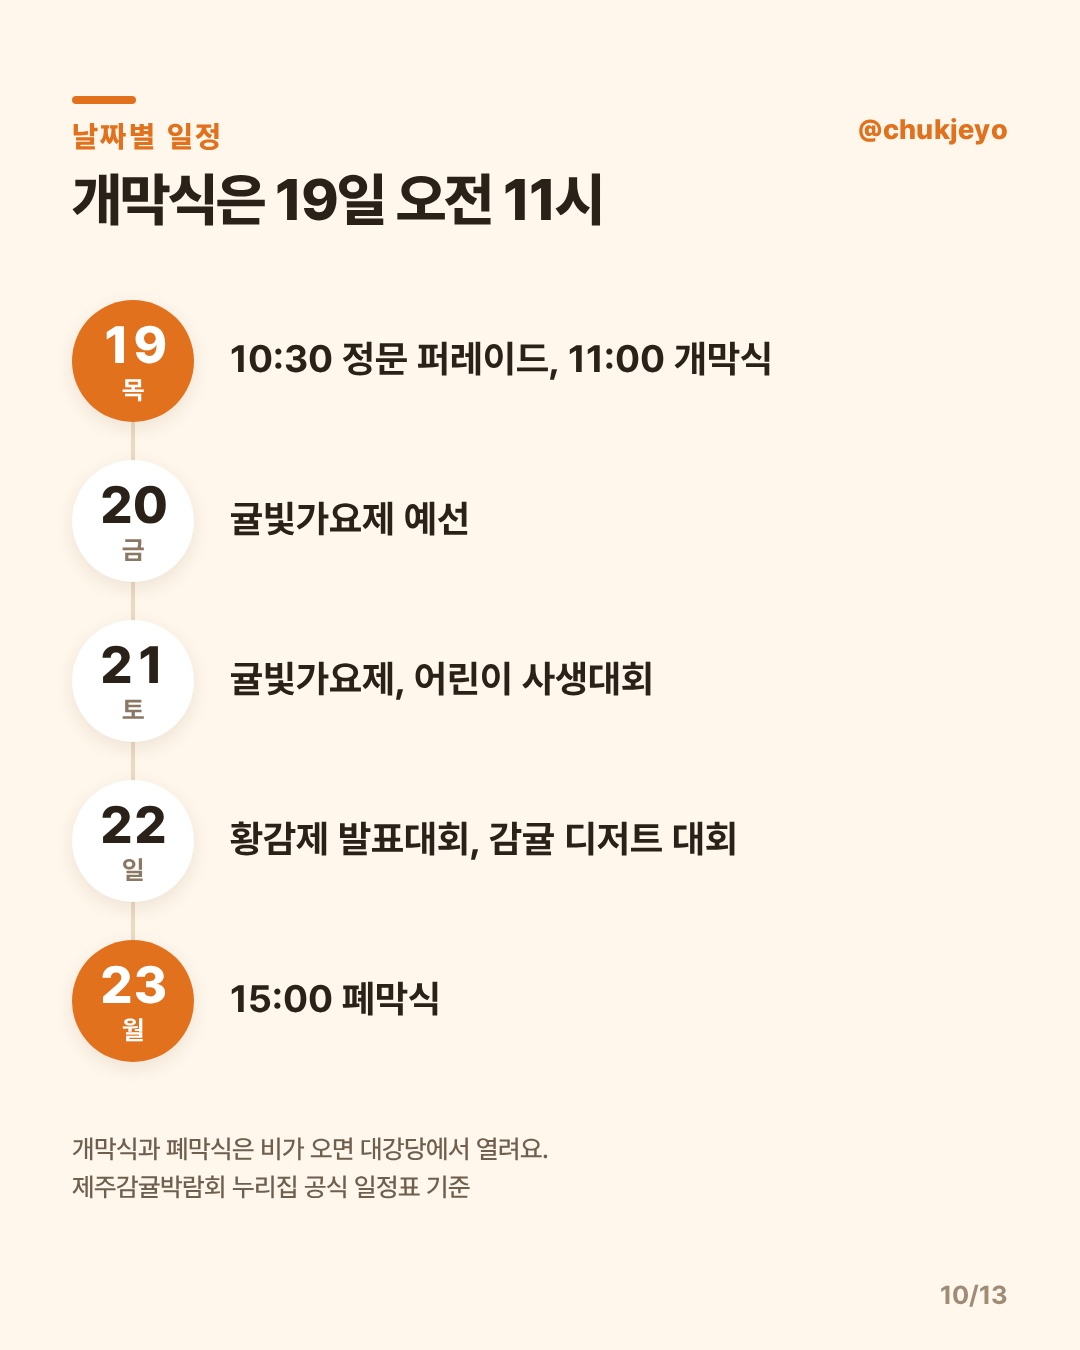 날짜별 일정
@chukjeyo
개막식은 19일 오전 11시
19
목
10:30 정문 퍼레이드, 11:00 개막식
20
금
귤빛가요제 예선
21
토
귤빛가요제, 어린이 사생대회
22
일
황감제 발표대회, 감귤 디저트 대회
23
월
15:00 폐막식
개막식과 폐막식은 비가 오면 대강당에서 열려요.
제주감귤박람회 누리집 공식 일정표 기준
10/13